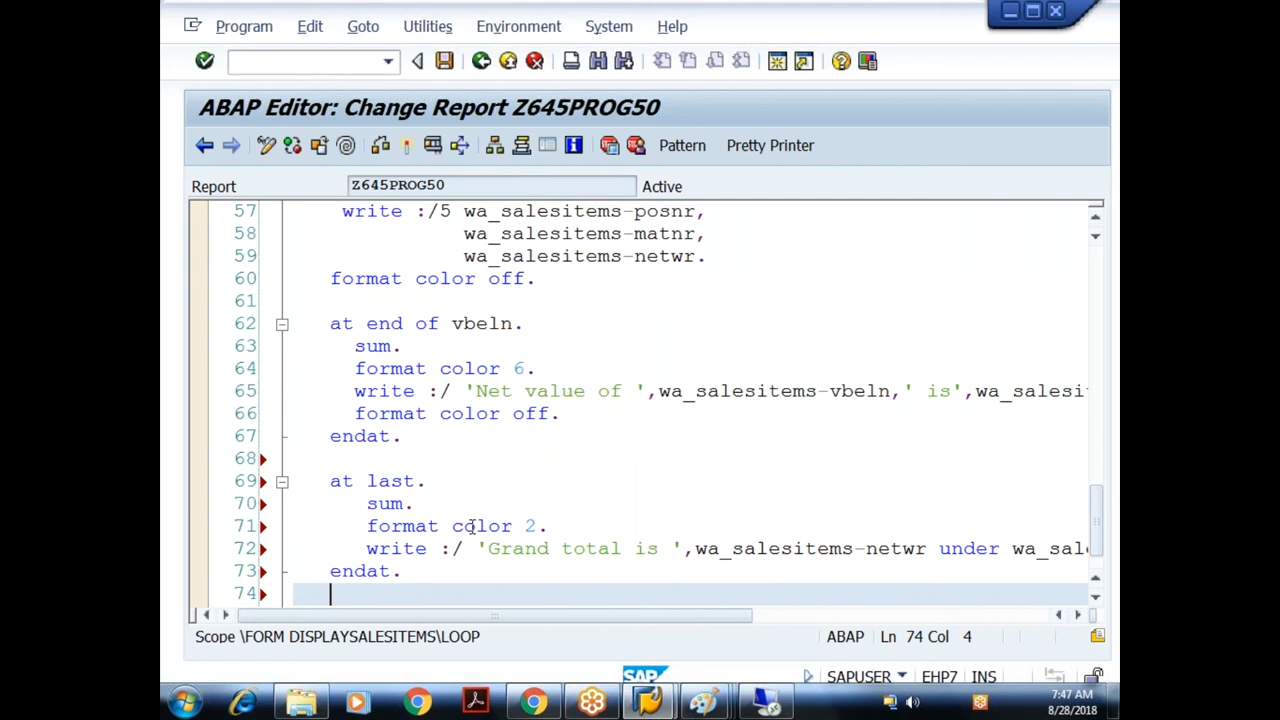 Program Edit Goto Utilities Environment System Help
ABAP Editor: Change Report Z645PROG50
Pattern Pretty Printer
Report Z645PROG50 Active
57 write :/5 wa_salesitems-posnr,
58 wa_salesitems-matnr,
59 wa_salesitems-netwr.
60 format color off.
61
62 at end of vbeln.
63 sum.
64 format color 6.
65 write :/ 'Net value of ',wa_salesitems-vbeln,' is',wa_salesi
66 format color off.
67 endat.
68
69 at last.
70 sum.
71 format color 2.
72 write :/ 'Grand total is ',wa_salesitems-netwr under wa_sale
73 endat.
74
Scope \FORM DISPLAYSALESITEMS\LOOP ABAP Ln 74 Col 4
SAP SAPUSER EHP7 INS
7:47 AM
8/28/2018